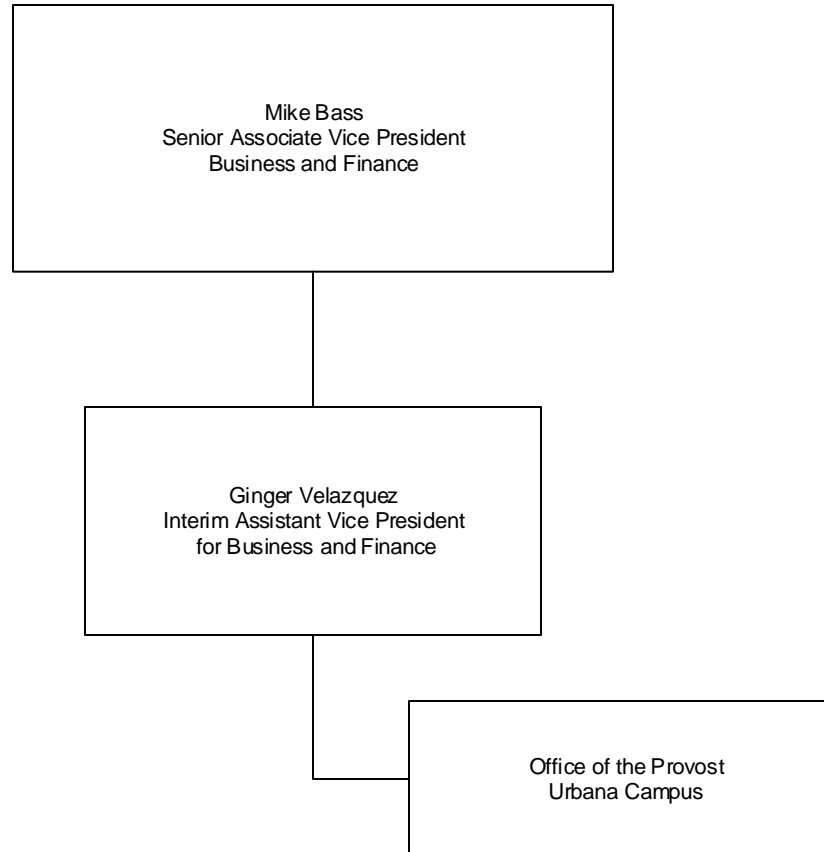 Mike Bass
Senior Associate Vice President
Business and Finance
Ginger Velazquez
Interim Assistant Vice President
for Business and Finance
Office of the Provost
Urbana Campus